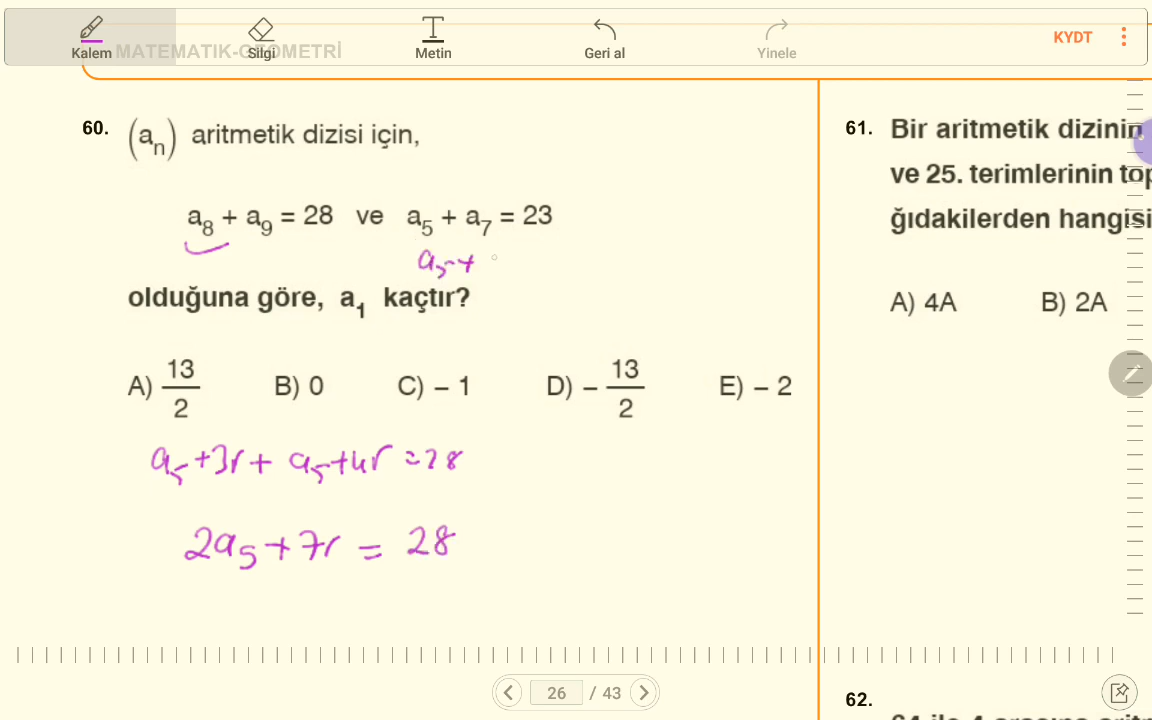 Kalem
Silgi
Metin
Geri al
Yinele
KYDT
MATEMATIK-GEOMETRİ
60. (aₙ) aritmetik dizisi için,
a₈ + a₉ = 28 ve a₅ + a₇ = 23
a₅ +
olduğuna göre, a₁ kaçtır?
A) 13/2 B) 0 C) – 1 D) – 13/2 E) – 2
a₅ +3r + a₅+4r = 28
2a₅ + 7r = 28
61. Bir aritmetik dizinin
ve 25. terimlerinin top
ğıdakilerden hangisi
A) 4A B) 2A
62.
26 / 43